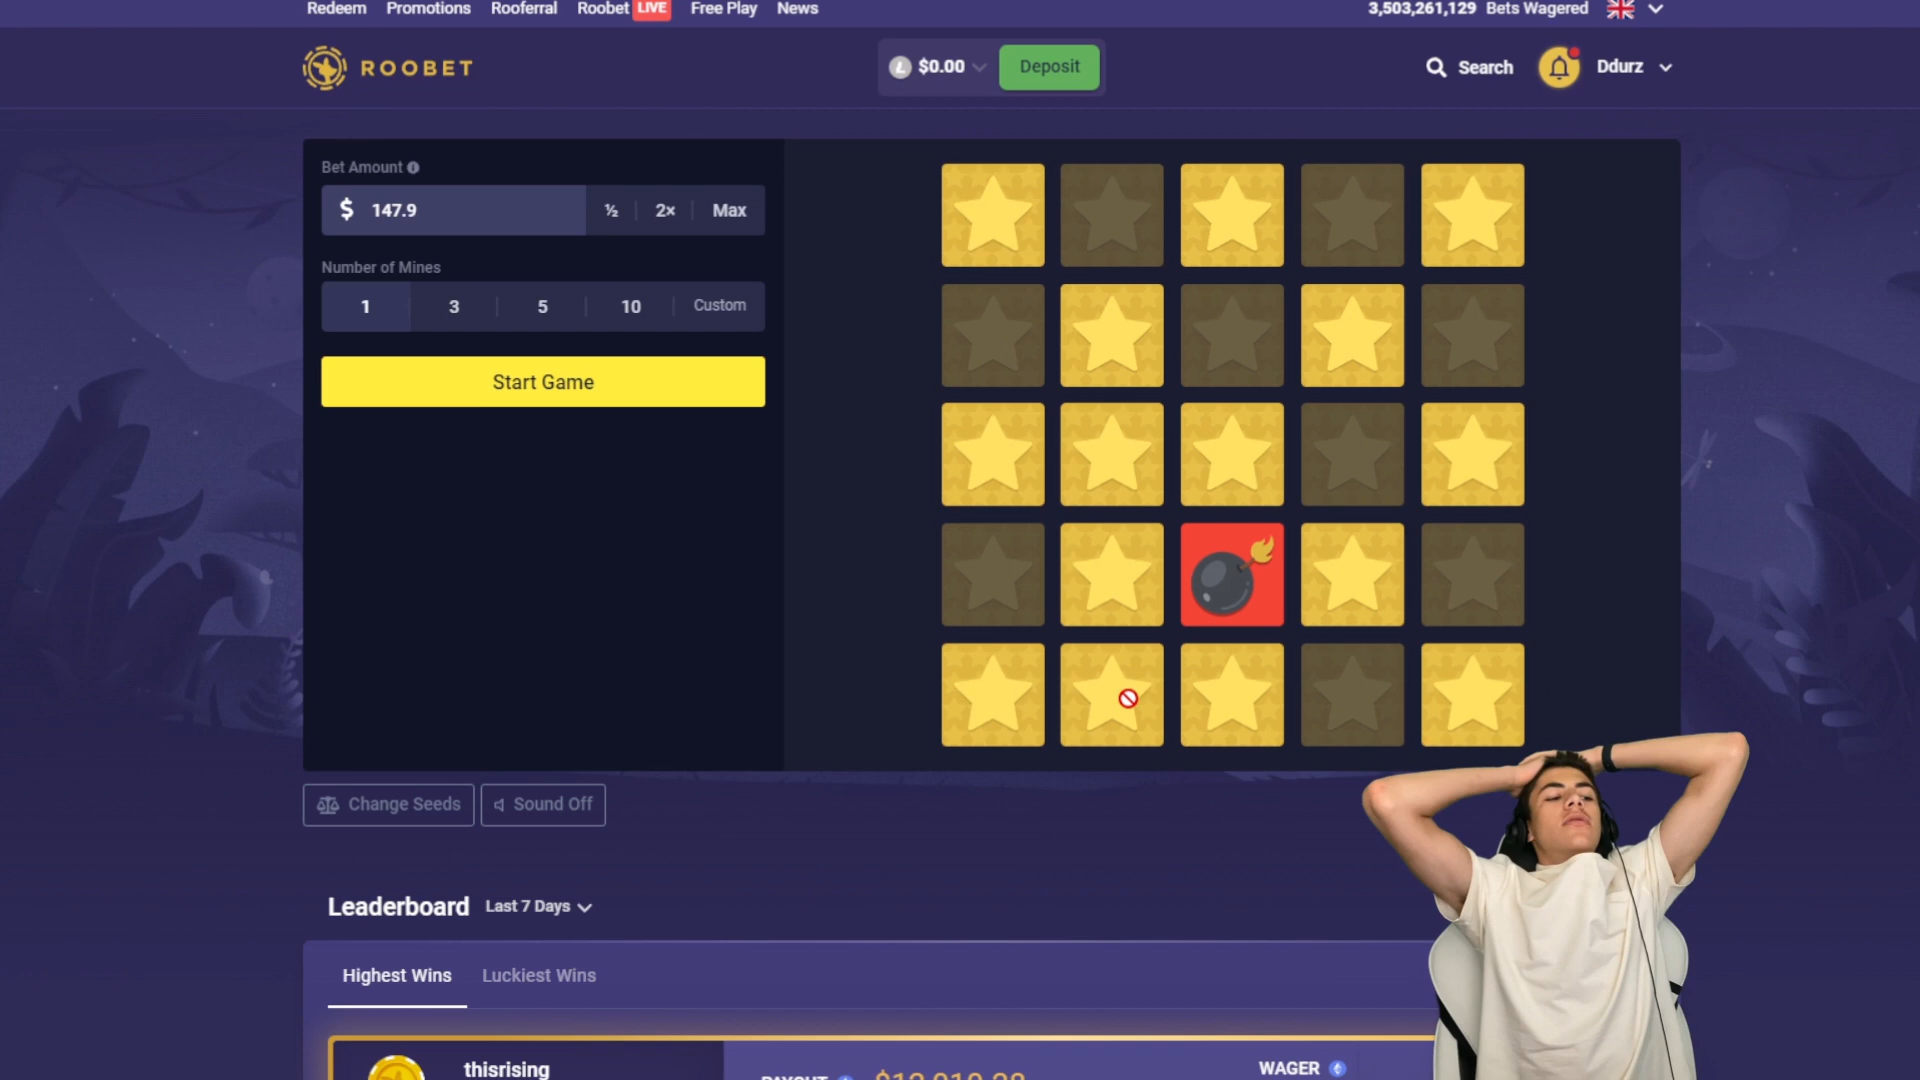 Redeem Promotions Rooferral Roobet LIVE Free Play News 3,503,261,129 Bets Wagered
ROOBET $0.00 Deposit Search Ddurz
Bet Amount
$ 147.9 ½ 2× Max
Number of Mines
1 3 5 10 Custom
Start Game
Change Seeds Sound Off
Leaderboard Last 7 Days
Highest Wins Luckiest Wins
thisrising PAYOUT WAGER